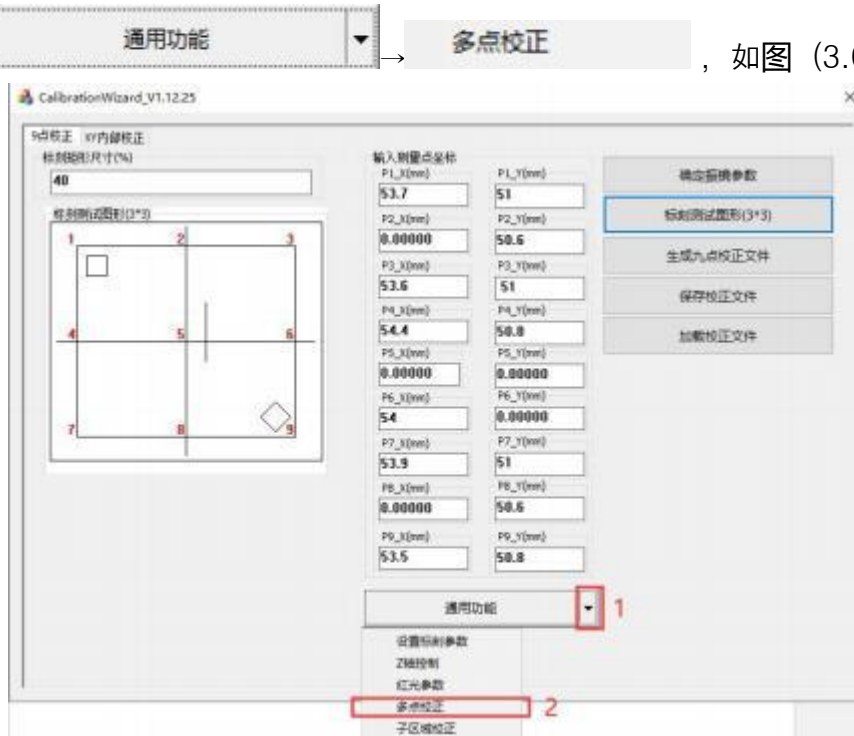 通用功能 → 多点校正 ，如图（3.6
CalibrationWizard_V1.12.25
9点校正 XY内部校正
标刻矩形尺寸(%)
40
标刻测试图形(3*3)
1 2 3
4 5 6
7 8 9
输入测量点坐标
P1_X(mm) P1_Y(mm)
53.7 51
P2_X(mm) P2_Y(mm)
0.00000 50.6
P3_X(mm) P3_Y(mm)
53.6 51
P4_X(mm) P4_Y(mm)
54.4 50.8
P5_X(mm) P5_Y(mm)
0.00000 0.00000
P6_X(mm) P6_Y(mm)
54 0.00000
P7_X(mm) P7_Y(mm)
53.9 51
P8_X(mm) P8_Y(mm)
0.00000 50.6
P9_X(mm) P9_Y(mm)
53.5 50.8
确定振镜参数
标刻测试图形(3*3)
生成九点校正文件
保存校正文件
加载校正文件
通用功能 1
设置标刻参数
Z轴控制
红光参数
多点校正 2
子区域校正